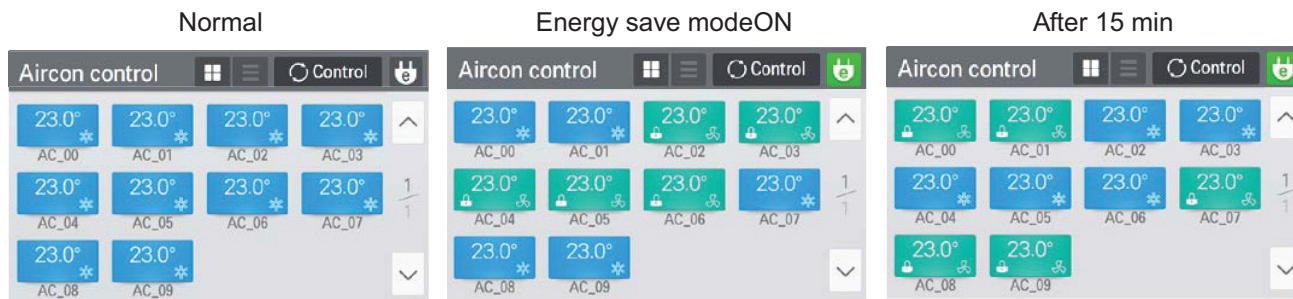 Normal
Aircon control
Control
e
23.0° 23.0° 23.0° 23.0°
AC_00 AC_01 AC_02 AC_03
23.0° 23.0° 23.0° 23.0°
AC_04 AC_05 AC_06 AC_07
23.0° 23.0°
AC_08 AC_09
1
1
Energy save modeON
Aircon control
Control
e
23.0° 23.0° 23.0° 23.0°
AC_00 AC_01 AC_02 AC_03
23.0° 23.0° 23.0° 23.0°
AC_04 AC_05 AC_06 AC_07
23.0° 23.0°
AC_08 AC_09
1
1
After 15 min
Aircon control
Control
e
23.0° 23.0° 23.0° 23.0°
AC_00 AC_01 AC_02 AC_03
23.0° 23.0° 23.0° 23.0°
AC_04 AC_05 AC_06 AC_07
23.0° 23.0°
AC_08 AC_09
1
1